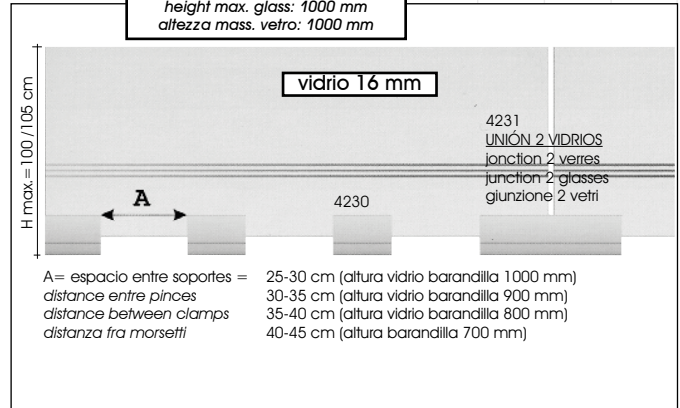 height max. glass: 1000 mm
altezza mass. vetro: 1000 mm
vidrio 16 mm
H max.= 100 /105 cm
4231
UNIÓN 2 VIDRIOS
jonction 2 verres
junction 2 glasses
giunzione 2 vetri
A
4230
A= espacio entre soportes = 25-30 cm (altura vidrio barandilla 1000 mm)
distance entre pinces 30-35 cm (altura vidrio barandilla 900 mm)
distance between clamps 35-40 cm (altura vidrio barandilla 800 mm)
distanza fra morsetti 40-45 cm (altura barandilla 700 mm)